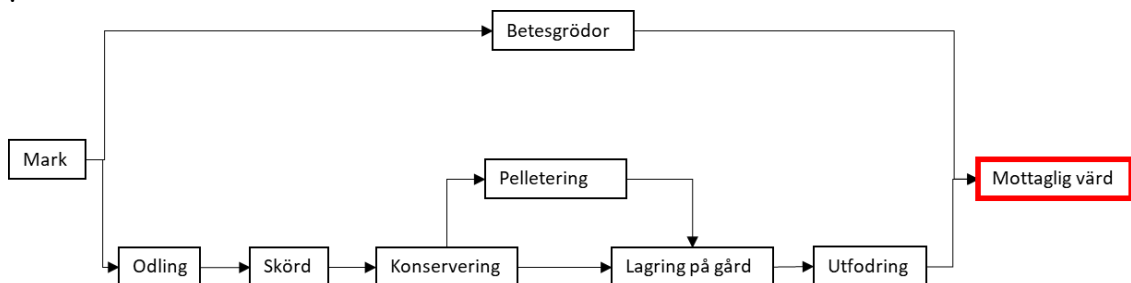 Betesgrödor
Mark
Pelletering
Mottaglig värd
Odling
Skörd
Konservering
Lagring på gård
Utfodring